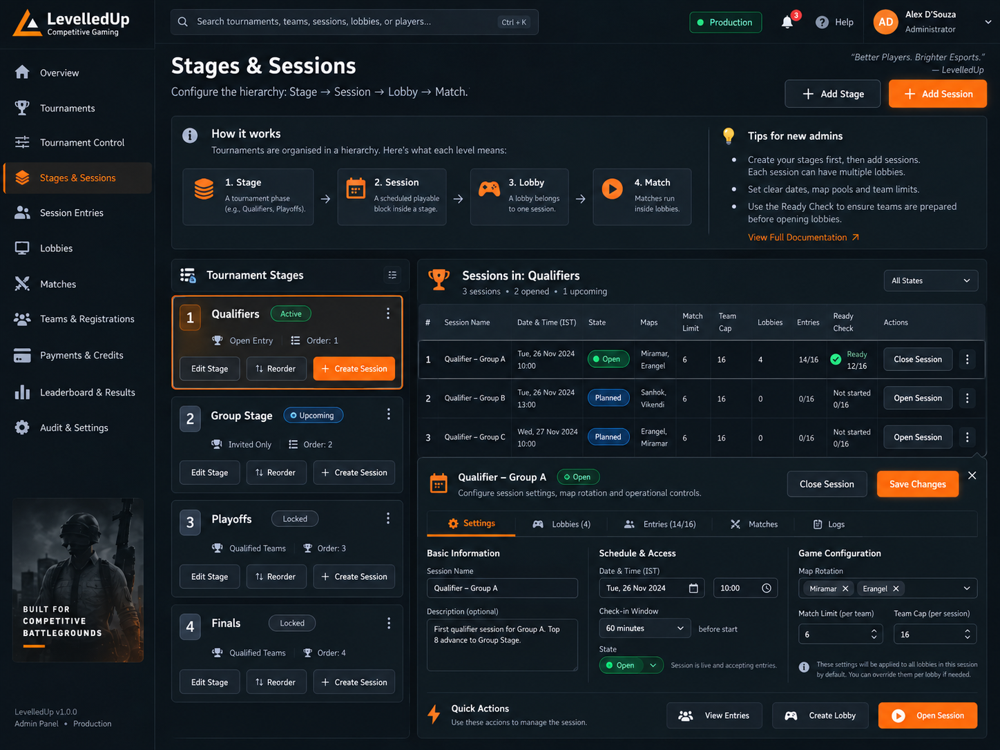 LevelledUp
Competitive Gaming
Search tournaments, teams, sessions, lobbies, or players...
Ctrl + K
Production
3
Help
AD
Alex D'Souza
Administrator
Overview
Tournaments
Tournament Control
Stages & Sessions
Session Entries
Lobbies
Matches
Teams & Registrations
Payments & Credits
Leaderboard & Results
Audit & Settings
BUILT FOR
COMPETITIVE
BATTLEGROUNDS
LevelledUp v1.0.0
Admin Panel • Production
Stages & Sessions
Configure the hierarchy: Stage → Session → Lobby → Match.
"Better Players. Brighter Esports."
— LevelledUp
+ Add Stage
+ Add Session
How it works
Tournaments are organised in a hierarchy. Here's what each level means:
1. Stage
A tournament phase
(e.g., Qualifiers, Playoffs).
2. Session
A scheduled playable
block inside a stage.
3. Lobby
A lobby belongs
to one session.
4. Match
Matches run
inside lobbies.
Tips for new admins
• Create your stages first, then add sessions.
Each session can have multiple lobbies.
• Set clear dates, map pools and team limits.
• Use the Ready Check to ensure teams are prepared
before opening lobbies.
View Full Documentation ↗
Tournament Stages
1 Qualifiers Active
Open Entry Order: 1
Edit Stage Reorder + Create Session
2 Group Stage Upcoming
Invited Only Order: 2
Edit Stage Reorder + Create Session
3 Playoffs Locked
Qualified Teams Order: 3
Edit Stage Reorder + Create Session
4 Finals Locked
Qualified Teams Order: 4
Edit Stage Reorder + Create Session
Sessions in: Qualifiers
3 sessions • 2 opened • 1 upcoming
All States
# Session Name Date & Time (IST) State Maps Match Limit Team Cap Lobbies Entries Ready Check Actions
1 Qualifier – Group A Tue, 26 Nov 2024 10:00 Open Miramar, Erangel 6 16 4 14/16 Ready 12/16 Close Session
2 Qualifier – Group B Tue, 26 Nov 2024 13:00 Planned Sanhok, Vikendi 6 16 0 0/16 Not started 0/16 Open Session
3 Qualifier – Group C Wed, 27 Nov 2024 10:00 Planned Erangel, Miramar 6 16 0 0/16 Not started 0/16 Open Session
Qualifier – Group A Open
Configure session settings, map rotation and operational controls.
Close Session
Save Changes
Settings
Lobbies (4)
Entries (14/16)
Matches
Logs
Basic Information
Session Name
Qualifier – Group A
Description (optional)
First qualifier session for Group A. Top
8 advance to Group Stage.
Schedule & Access
Date & Time (IST)
Tue, 26 Nov 2024
10:00
Check-in Window
60 minutes before start
State
Open Session is live and accepting entries.
Game Configuration
Map Rotation
Miramar × Erangel ×
Match Limit (per team)
6
Team Cap (per session)
16
These settings will be applied to all lobbies in this session
by default. You can override them per lobby if needed.
Quick Actions
Use these accions to manage the session.
View Entries
Create Lobby
Open Session